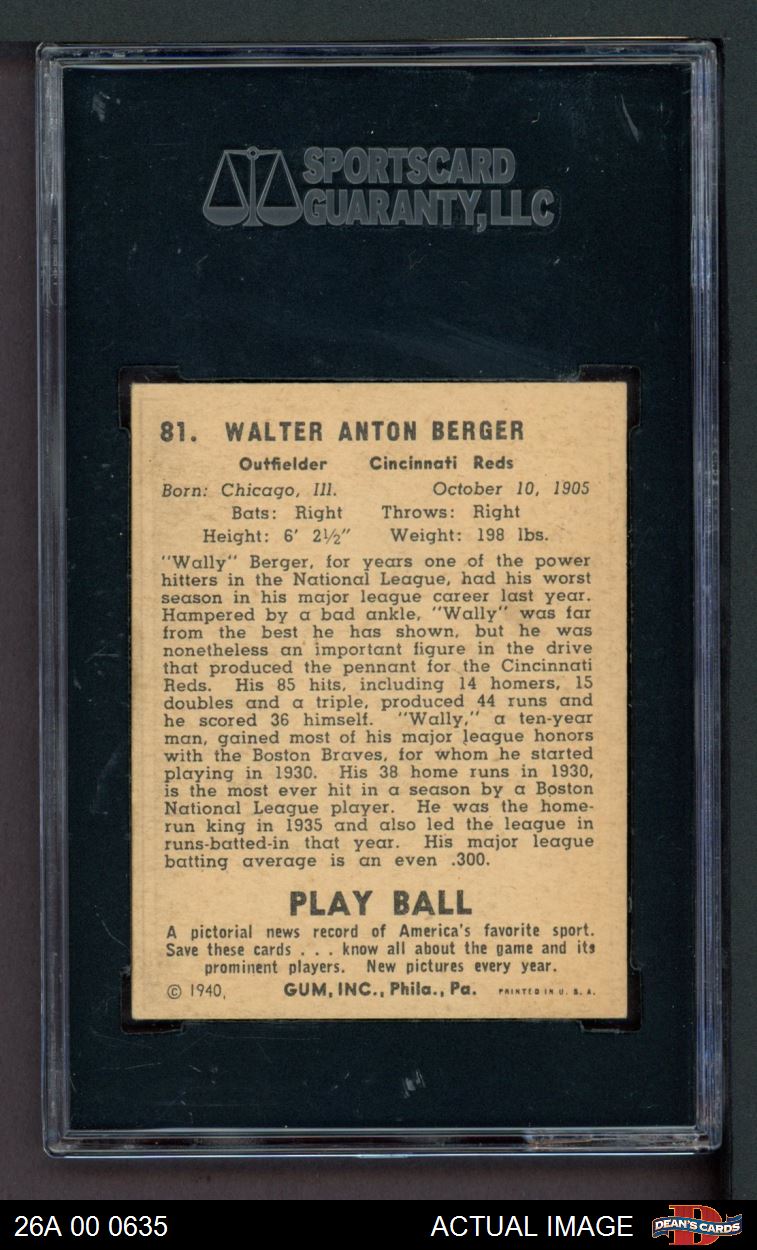 SPORTSCARD
GUARANTY, LLC
81. WALTER ANTON BERGER
Outfielder Cincinnati Reds
Born: Chicago, Ill. October 10, 1905
Bats: Right Throws: Right
Height: 6' 2½" Weight: 198 lbs.
"Wally" Berger, for years one of the power
hitters in the National League, had his worst
season in his major league career last year.
Hampered by a bad ankle, "Wally" was far
from the best he has shown, but he was
nonetheless an important figure in the drive
that produced the pennant for the Cincinnati
Reds. His 85 hits, including 14 homers, 15
doubles and a triple, produced 44 runs and
he scored 36 himself. "Wally," a ten-year
man, gained most of his major league honors
with the Boston Braves, for whom he started
playing in 1930. His 38 home runs in 1930,
is the most ever hit in a season by a Boston
National League player. He was the home-
run king in 1935 and also led the league in
runs-batted-in that year. His major league
batting average is an even .300.
PLAY BALL
A pictorial news record of America's favorite sport.
Save these cards . . . know all about the game and its
prominent players. New pictures every year.
© 1940, GUM, INC., Phila., Pa. PRINTED IN U. S. A.
26A 00 0635 ACTUAL IMAGE DEAN'S CARDS